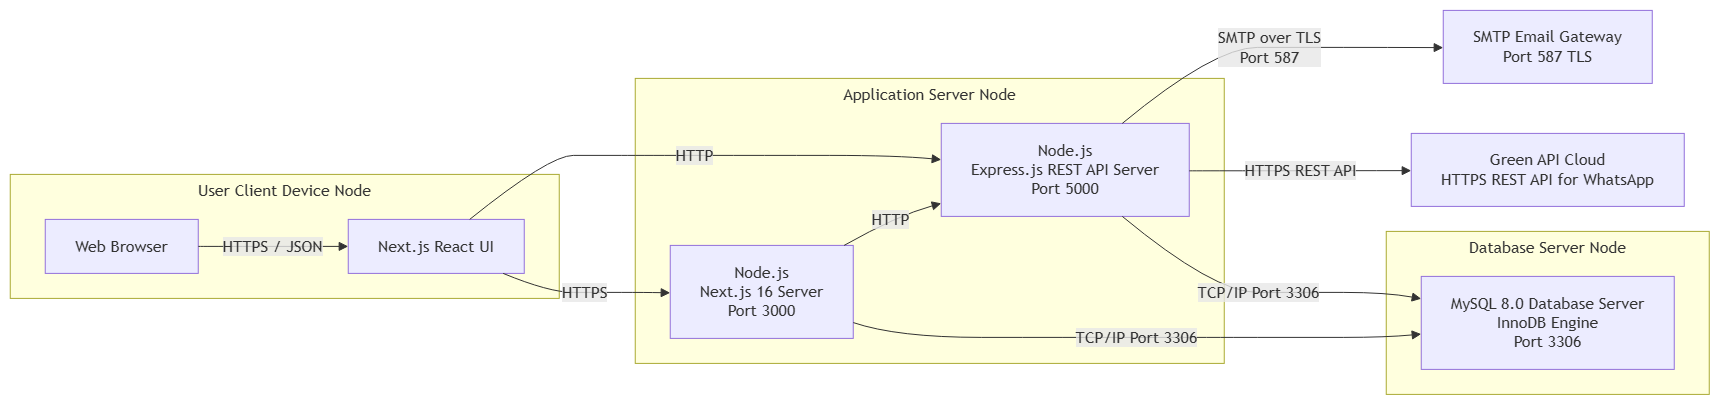 SMTP over TLS
Port 587
SMTP Email Gateway
Port 587 TLS
Application Server Node
Node.js
Express.js REST API Server
Port 5000
HTTP
HTTPS REST API
Green API Cloud
HTTPS REST API for WhatsApp
User Client Device Node
Web Browser
HTTPS / JSON
Next.js React UI
HTTP
HTTPS
Node.js
Next.js 16 Server
Port 3000
Database Server Node
TCP/IP Port 3306
TCP/IP Port 3306
MySQL 8.0 Database Server
InnoDB Engine
Port 3306